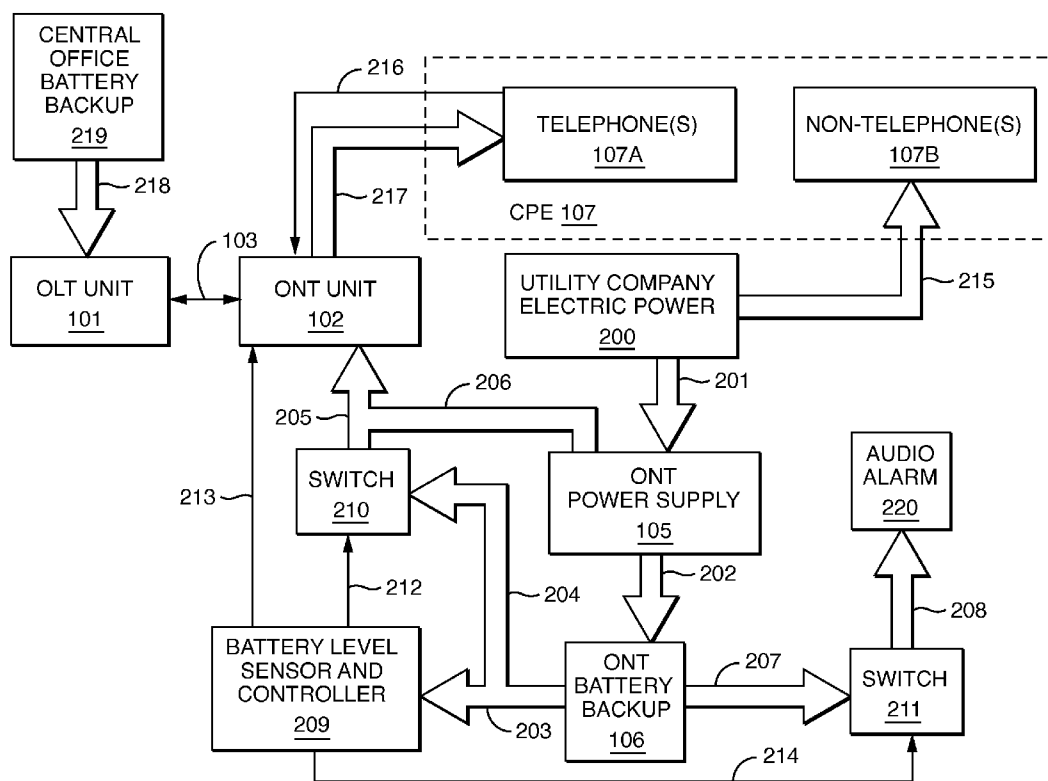 CENTRAL
OFFICE
BATTERY
BACKUP
219
218
216
TELEPHONE(S)
107A
NON-TELEPHONE(S)
107B
CPE 107
217
103
OLT UNIT
101
ONT UNIT
102
UTILITY COMPANY
ELECTRIC POWER
200
215
201
206
205
SWITCH
210
213
ONT
POWER SUPPLY
105
AUDIO
ALARM
220
212
204
202
208
BATTERY LEVEL
SENSOR AND
CONTROLLER
209
203
ONT
BATTERY
BACKUP
106
207
SWITCH
211
214